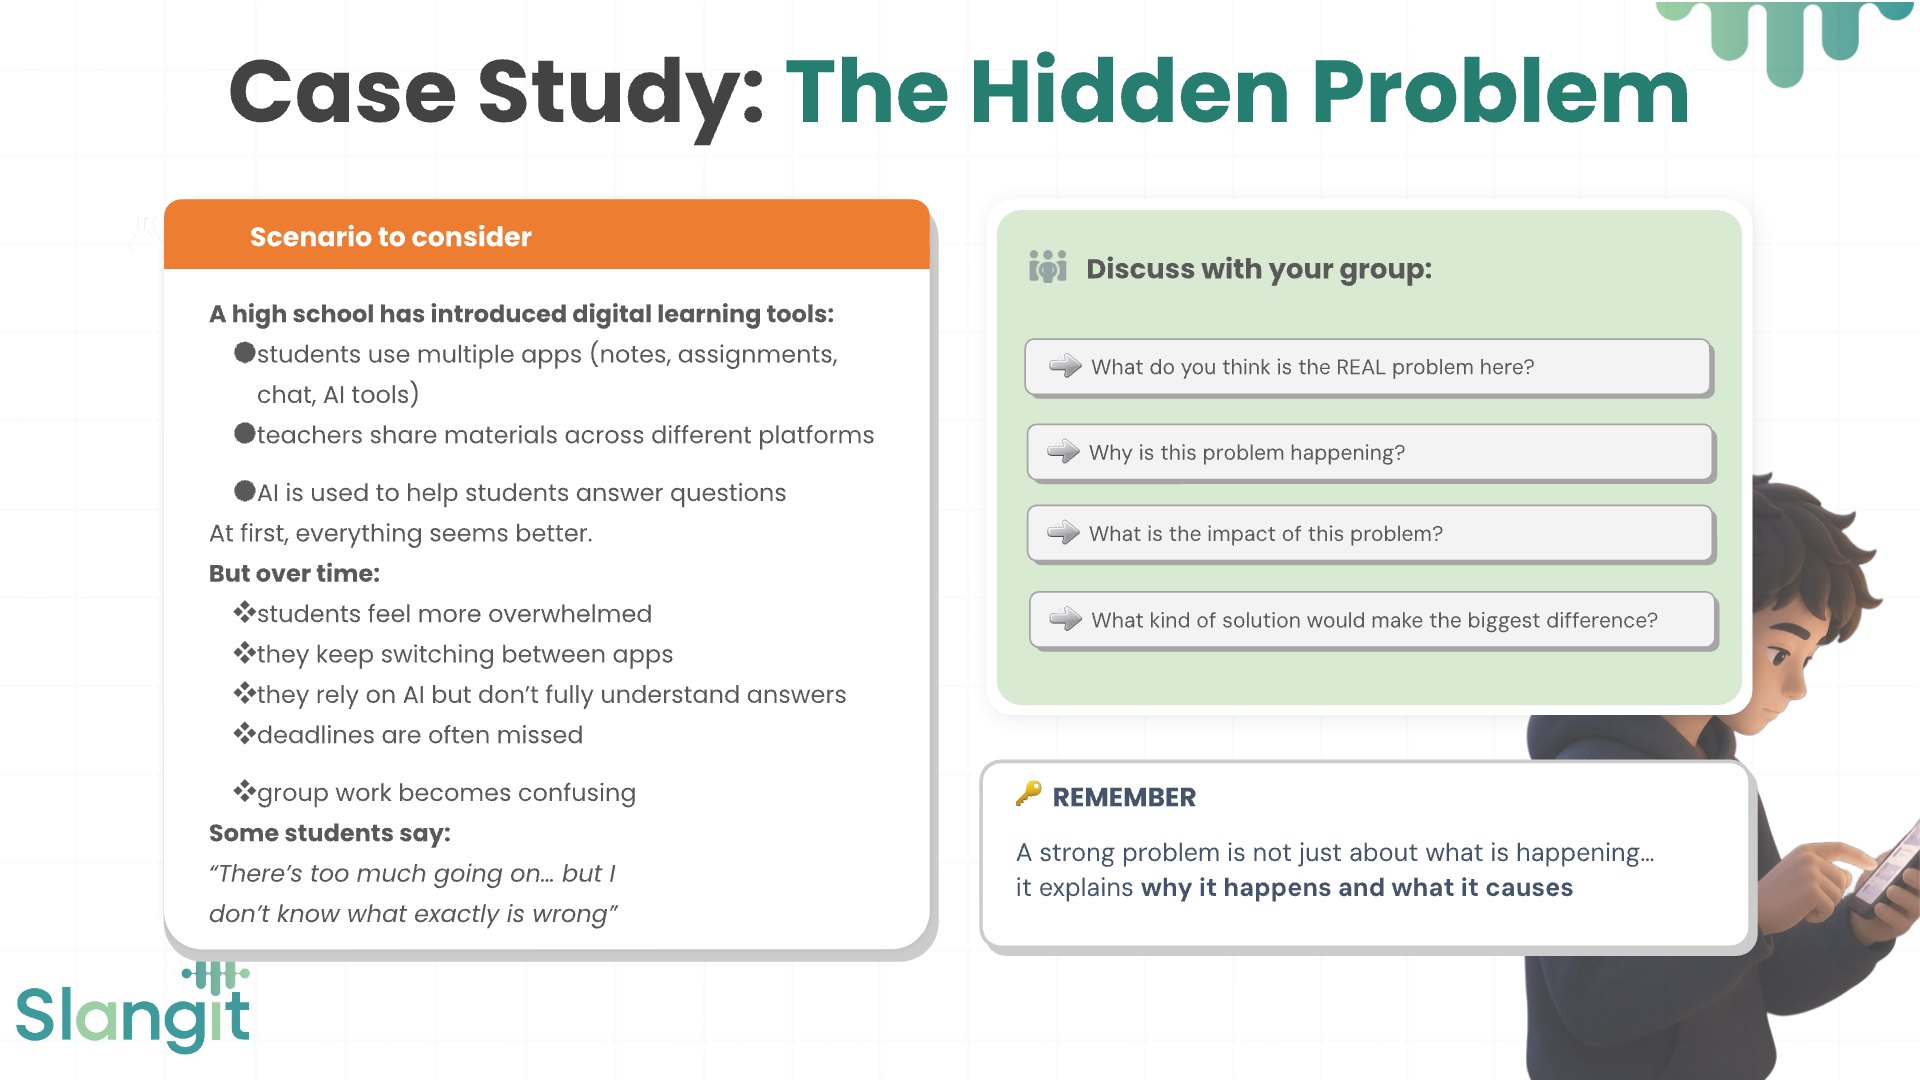 Case Study: The Hidden Problem
Scenario to consider
A high school has introduced digital learning tools:
●students use multiple apps (notes, assignments,
chat, AI tools)
●teachers share materials across different platforms
●AI is used to help students answer questions
At first, everything seems better.
But over time:
❖students feel more overwhelmed
❖they keep switching between apps
❖they rely on AI but don’t fully understand answers
❖deadlines are often missed
❖group work becomes confusing
Some students say:
“There’s too much going on… but I
don’t know what exactly is wrong”
Discuss with your group:
What do you think is the REAL problem here?
Why is this problem happening?
What is the impact of this problem?
What kind of solution would make the biggest difference?
REMEMBER
A strong problem is not just about what is happening…
it explains why it happens and what it causes
Slangit